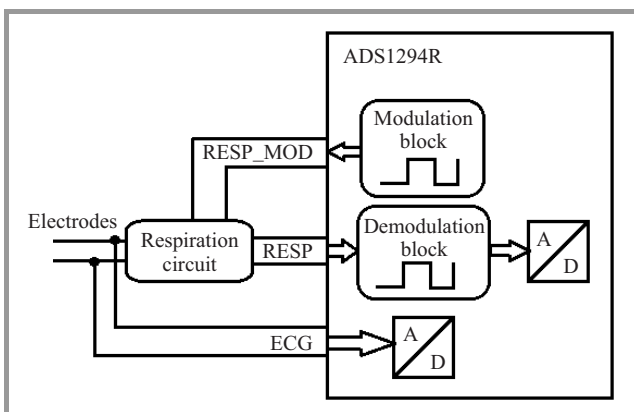 ADS1294R
Modulation
block
RESP_MOD
Electrodes
Respiration
circuit
RESP
Demodulation
block
A
D
ECG
A
D